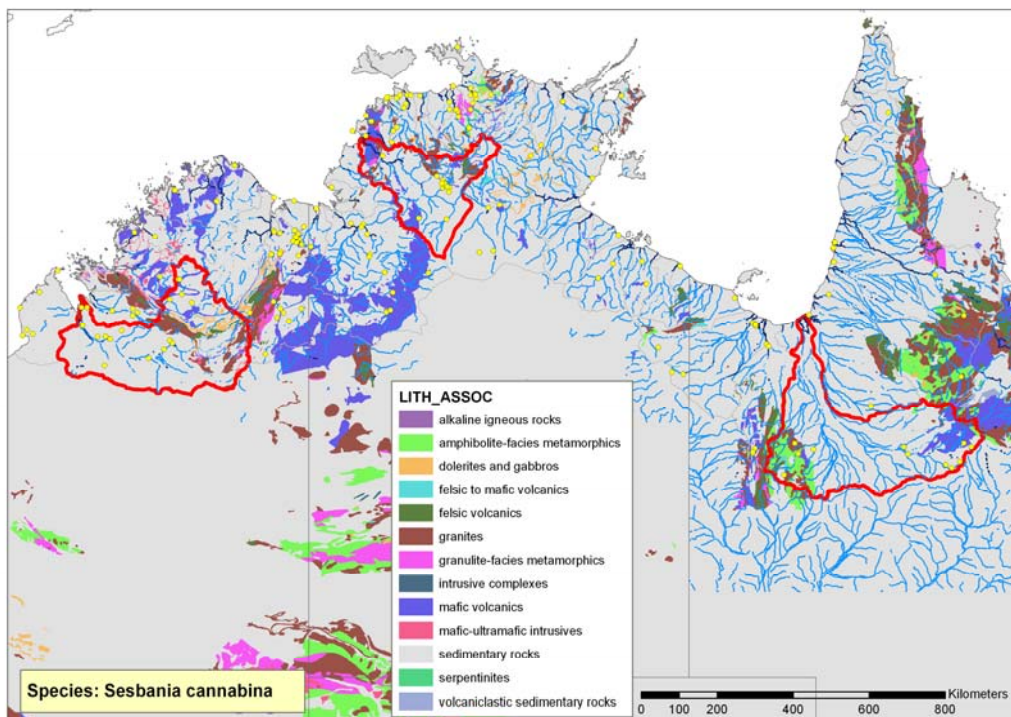 LITH_ASSOC
alkaline igneous rocks
amphibolite-facies metamorphics
dolerites and gabbros
felsic to mafic volcanics
felsic volcanics
granites
granulite-facies metamorphics
intrusive complexes
mafic volcanics
mafic-ultramafic intrusives
sedimentary rocks
serpentinites
volcaniclastic sedimentary rocks
Species: Sesbania cannabina
Kilometers
0 100 200 400 600 800